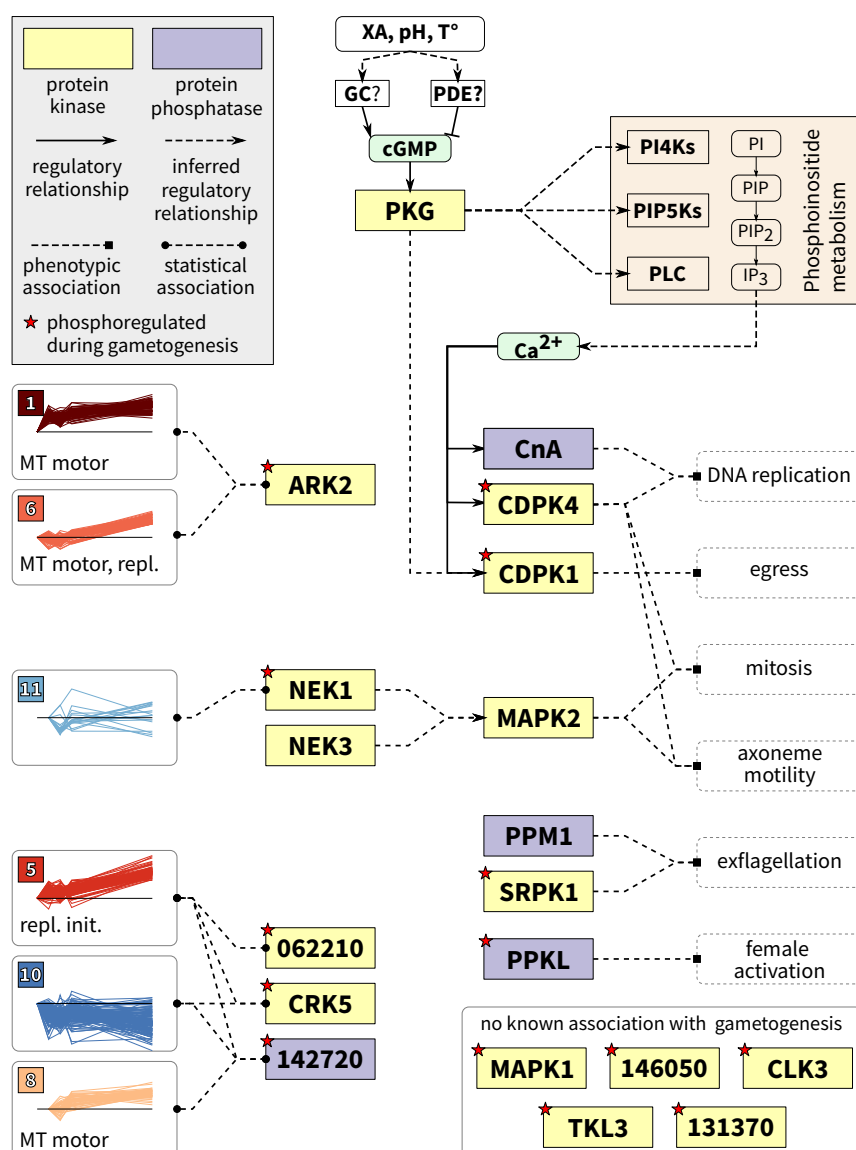 protein
kinase
protein
phosphatase
regulatory
relationship
inferred
regulatory
relationship
phenotypic
association
statistical
association
phosphoregulated
during gametogenesis
XA, pH, T°
GC?
PDE?
cGMP
PKG
PI4Ks
PIP5Ks
PLC
PI
PIP
PIP2
IP3
Phosphoinositide
metabolism
Ca2+
1
MT motor
6
MT motor, repl.
ARK2
CnA
CDPK4
CDPK1
DNA replication
egress
mitosis
axoneme
motility
11
NEK1
NEK3
MAPK2
5
repl. init.
10
8
MT motor
062210
CRK5
142720
PPM1
SRPK1
PPKL
exflagellation
female
activation
no known association with gametogenesis
MAPK1
146050
CLK3
TKL3
131370